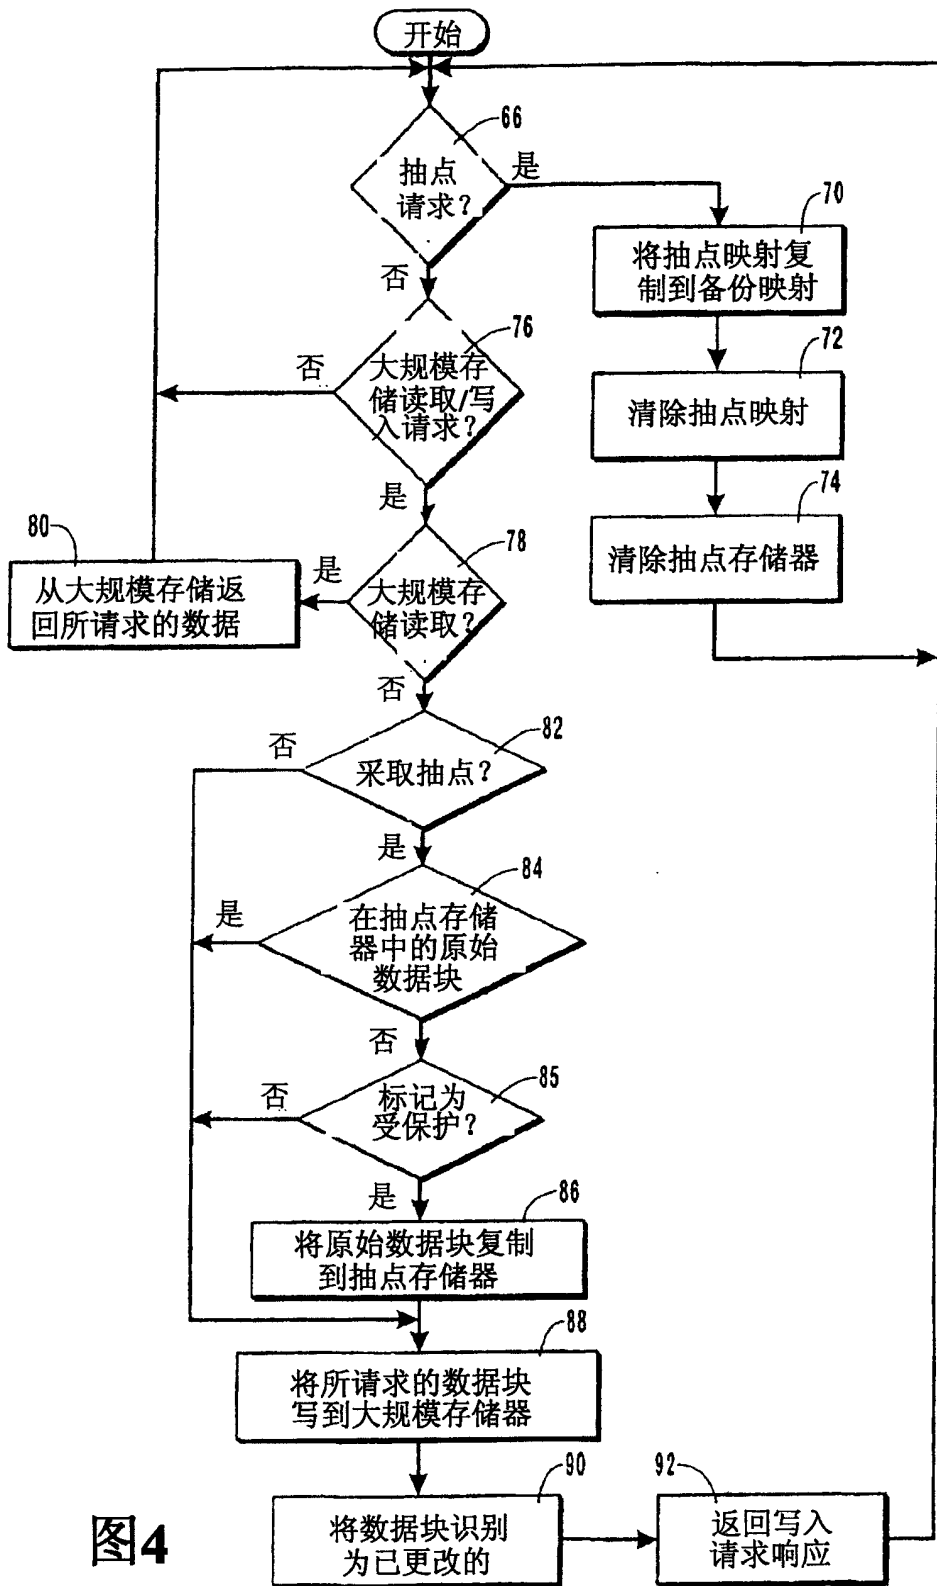 开始
66
抽点
请求?
是
否
70
将抽点映射复
制到备份映射
76
大规模存
储读取/写
入请求?
否
是
72
清除抽点映射
74
清除抽点存储器
80
从大规模存储返
回所请求的数据
78
大规模存
储读取?
是
否
82
采取抽点?
否
是
84
在抽点存储
器中的原始
数据块
是
否
85
标记为
受保护?
否
是
86
将原始数据块复制
到抽点存储器
88
将所请求的数据块
写到大规模存储器
90
将数据块识别
为已更改的
92
返回写入
请求响应
图4